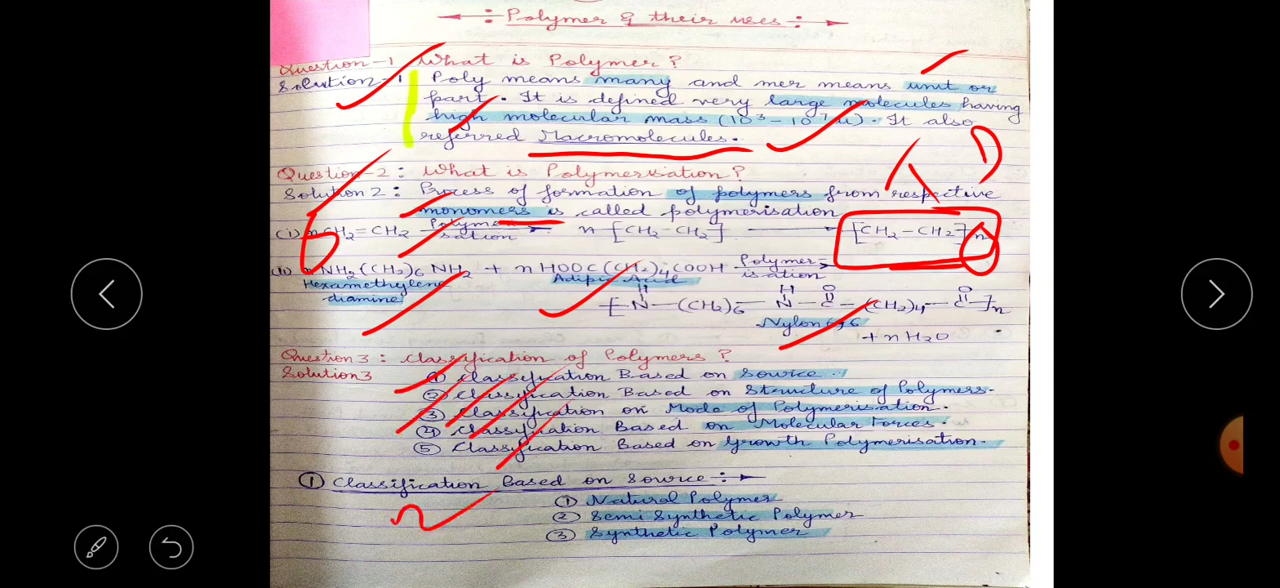 ÷ Polymer & their uses ÷
Question-1 What is Polymer?
Solution-1 Poly means many and mer means unit or
part. It is defined very large molecules having
high molecular mass (10³-10⁷u). It also
referred Macromolecules.
Question-2: What is Polymerisation?
Solution 2: Process of formation of polymers from respective
monomers is called polymerisation
(i) nCH₂=CH₂ Polymerisation → n [CH₂-CH₂] → [CH₂-CH₂]n
(ii) n NH₂(CH₂)₆NH₂ + n HOOC(CH₂)₄COOH Polymerisation →
Hexamethylene diamine Adipic Acid
[N H-(CH₂)₆-N H-C O-(CH₂)₄-C O]n
Nylon 6,6
+nH₂O
Question 3: Classification of Polymers?
Solution 3 ① Classification Based on Source.
② Classification Based on Structure of Polymers.
③ Classification on Mode of Polymerisation.
④ Classification Based on Molecular Forces.
⑤ Classification Based on Growth Polymerisation.
① Classification Based on Source:→
① Natural Polymer
② Semi Synthetic Polymer
③ Synthetic Polymer